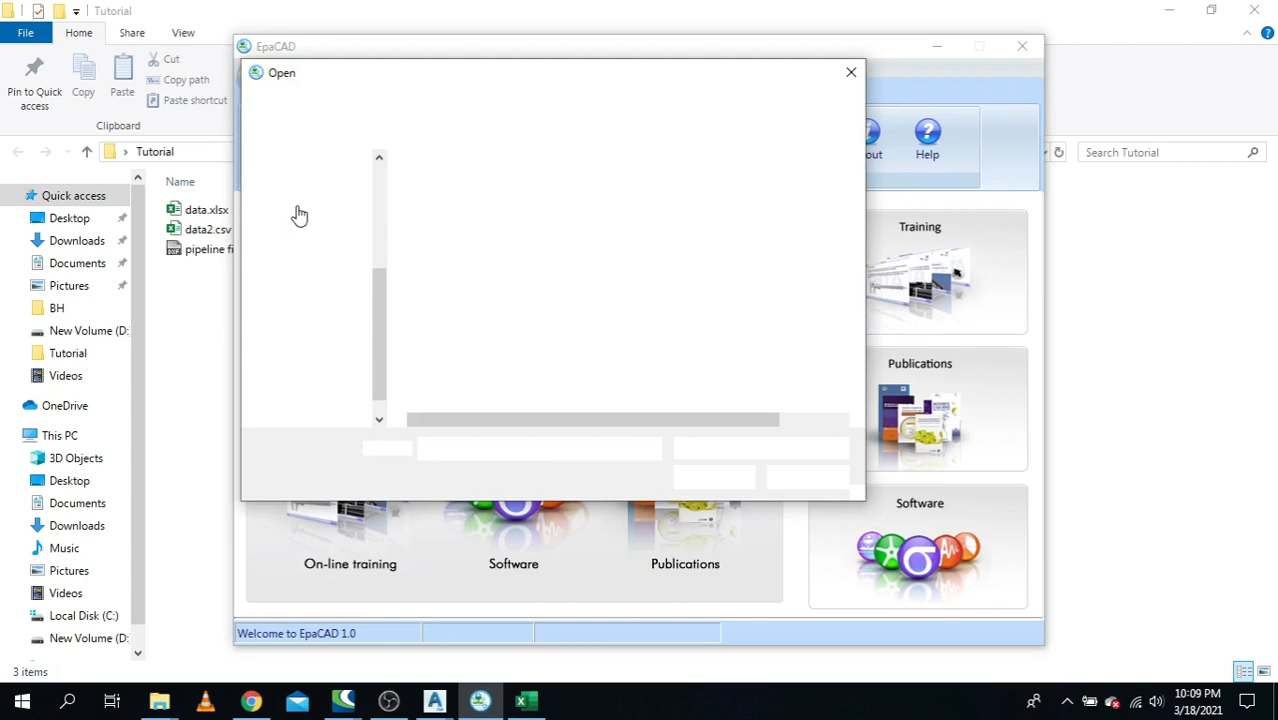 Tutorial
File
Home
Share
View
Pin to Quick access
Copy
Paste
Cut
Copy path
Paste shortcut
Clipboard
Tutorial
Search Tutorial
Quick access
Desktop
Downloads
Documents
Pictures
BH
New Volume (D:
Tutorial
Videos
OneDrive
This PC
3D Objects
Desktop
Documents
Downloads
Music
Pictures
Videos
Local Disk (C:)
New Volume (D:
Name
data.xlsx
data2.csv
pipeline fi
3 items
EpaCAD
Open
out
Help
Training
Publications
Software
On-line training
Software
Publications
Welcome to EpaCAD 1.0
10:09 PM
3/18/2021